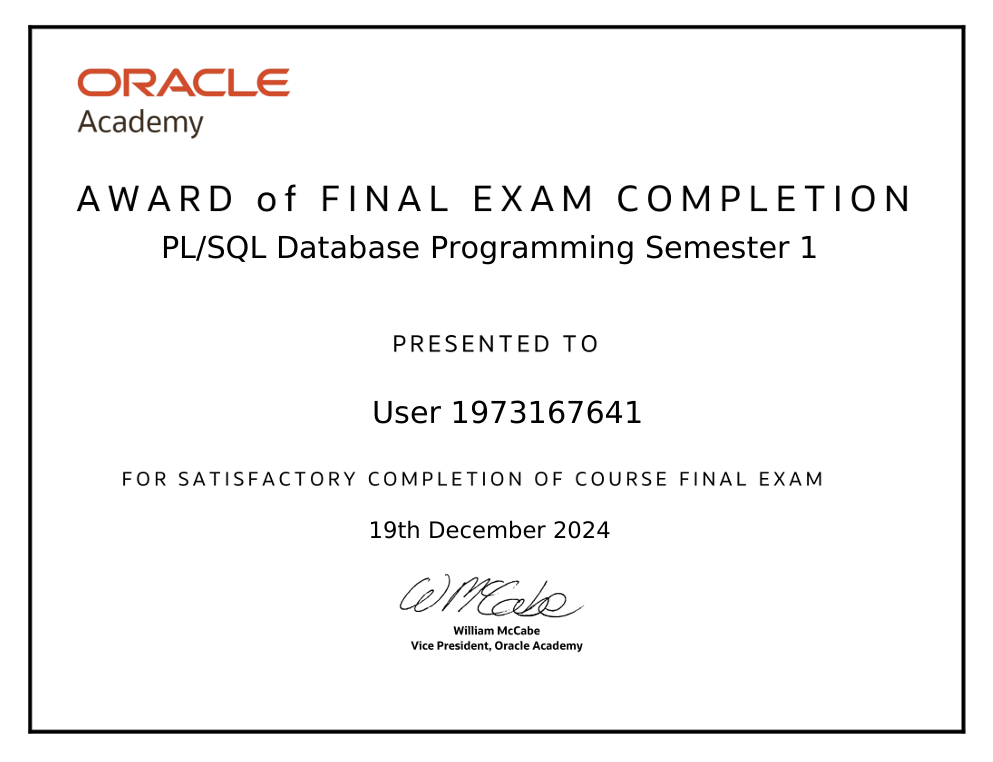 ORACLE
Academy
AWARD of FINAL EXAM COMPLETION
PL/SQL Database Programming Semester 1
PRESENTED TO
User 1973167641
FOR SATISFACTORY COMPLETION OF COURSE FINAL EXAM
19th December 2024
W McCabe
William McCabe
Vice President, Oracle Academy